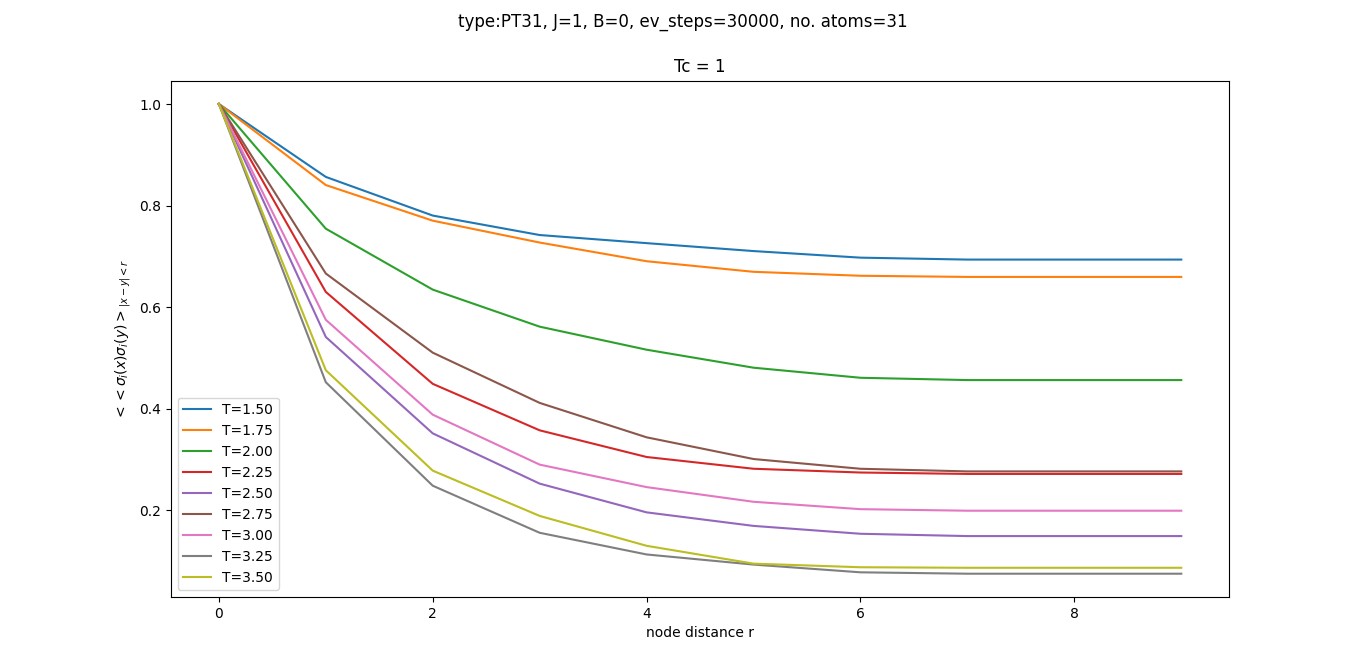 type:PT31, J=1, B=0, ev_steps=30000, no. atoms=31
Tc = 1
< < σᵢ(x)σᵢ(y) > |x − y| < r
1.0
0.8
0.6
0.4
0.2
T=1.50
T=1.75
T=2.00
T=2.25
T=2.50
T=2.75
T=3.00
T=3.25
T=3.50
0 2 4 6 8
node distance r